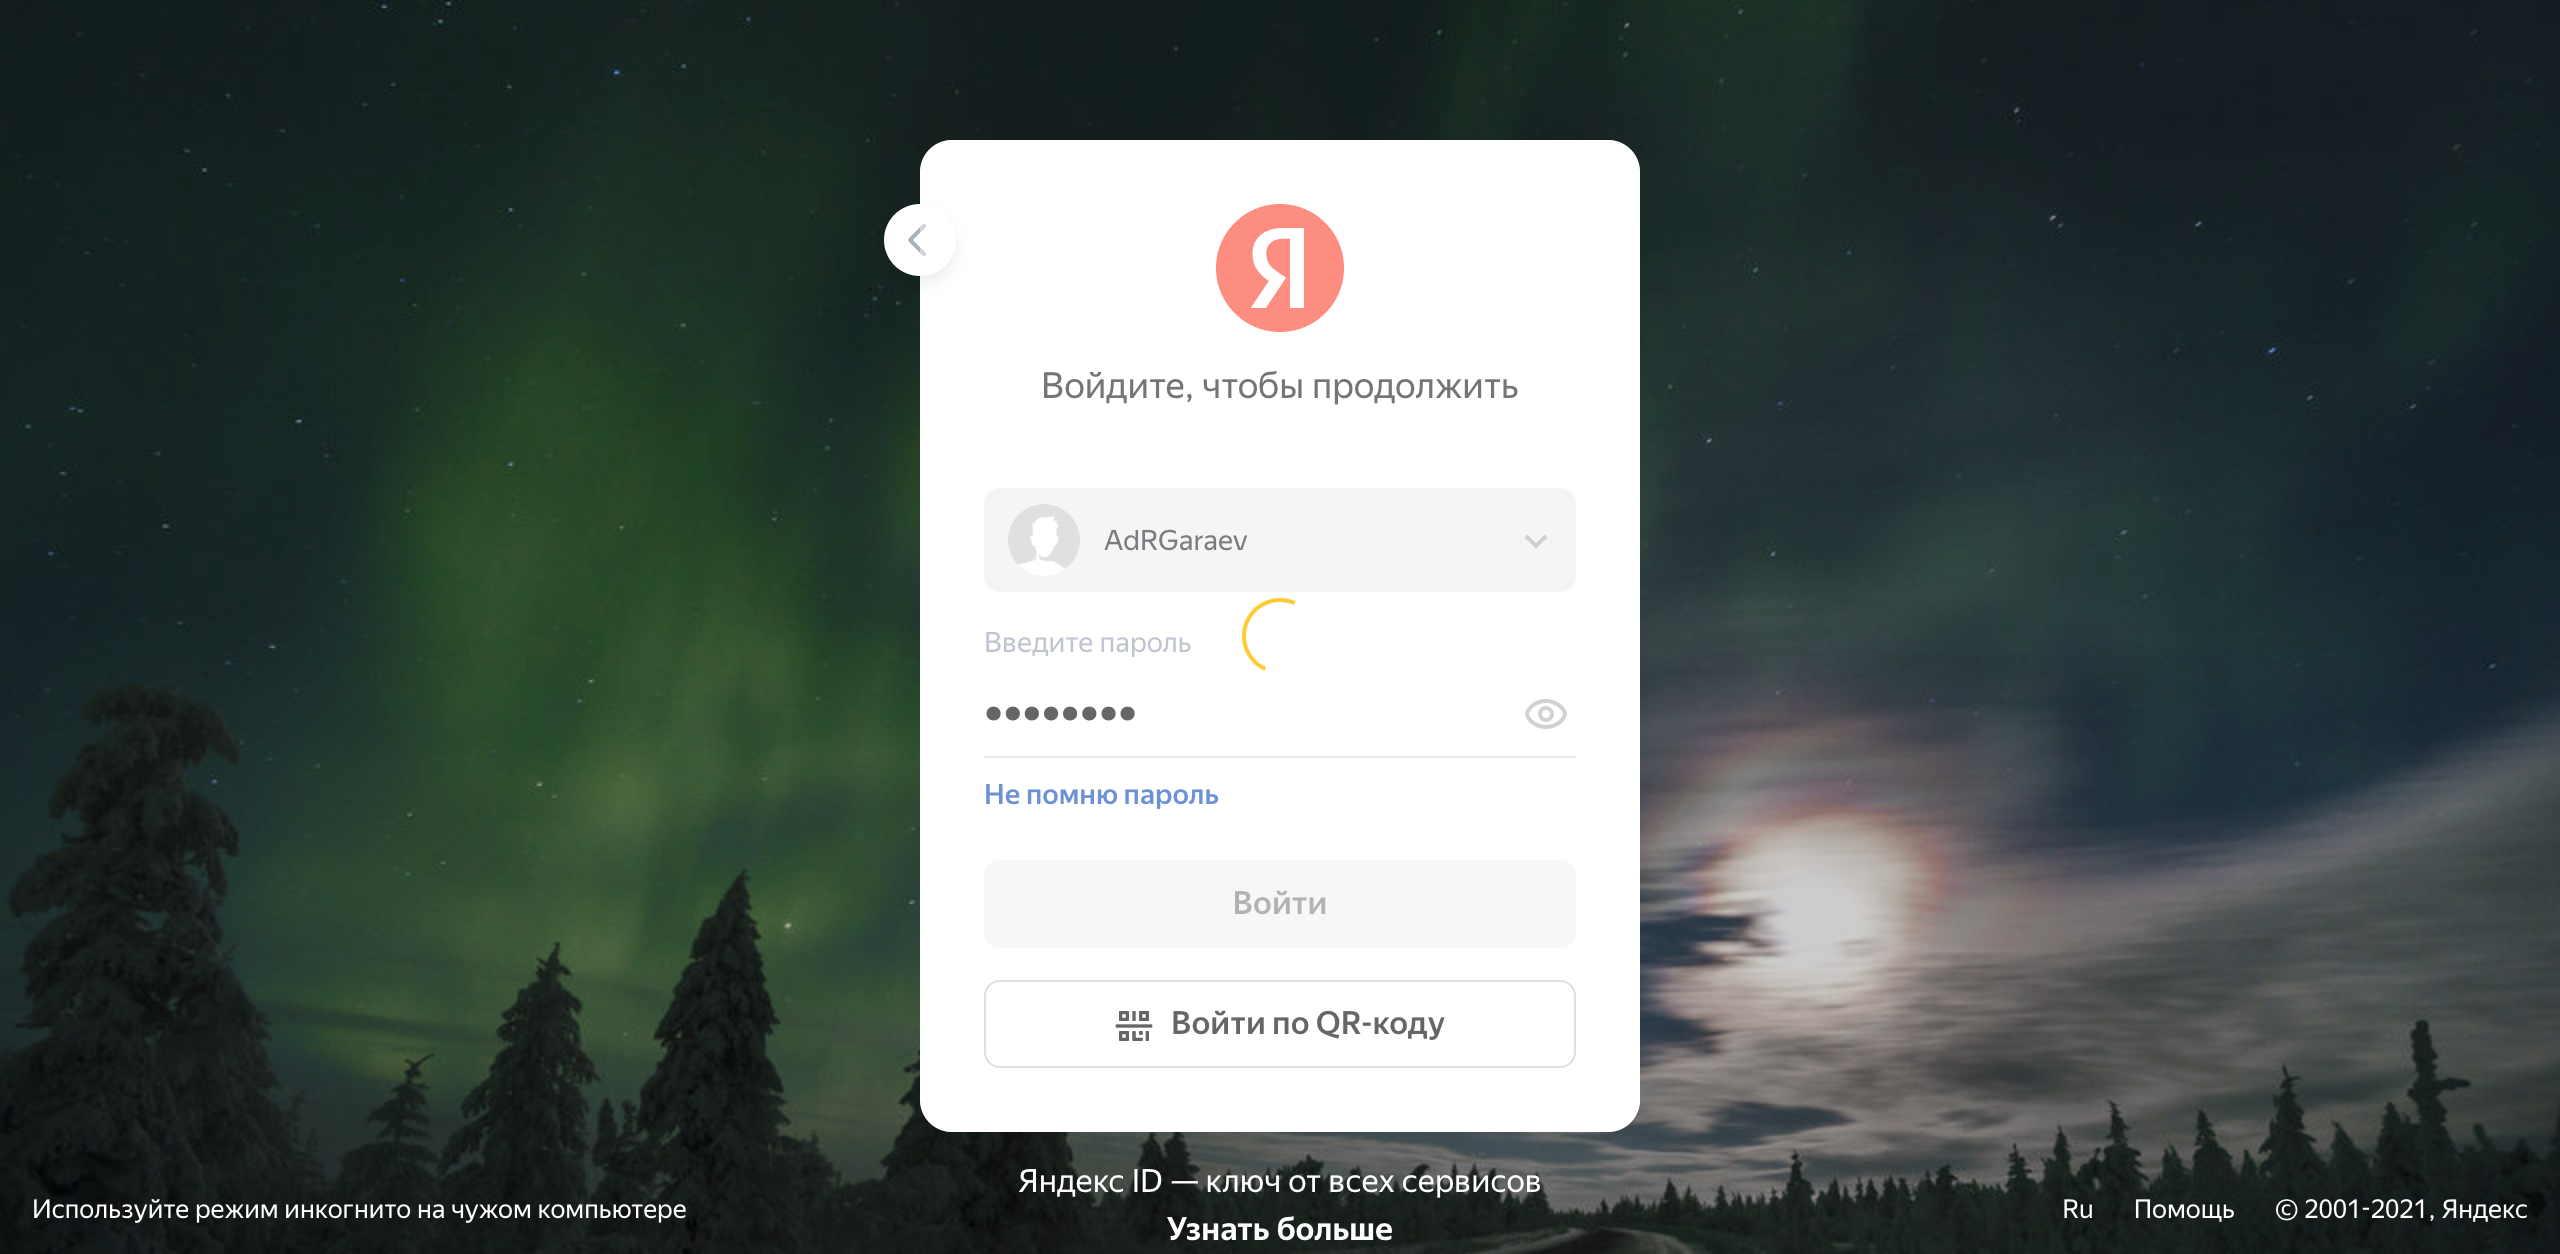 Я
Войдите, чтобы продолжить
AdRGaraev
Введите пароль
••••••••
Не помню пароль
Войти
Войти по QR-коду
Яндекс ID — ключ от всех сервисов
Узнать больше
Используйте режим инкогнито на чужом компьютере
Ru Помощь © 2001-2021, Яндекс